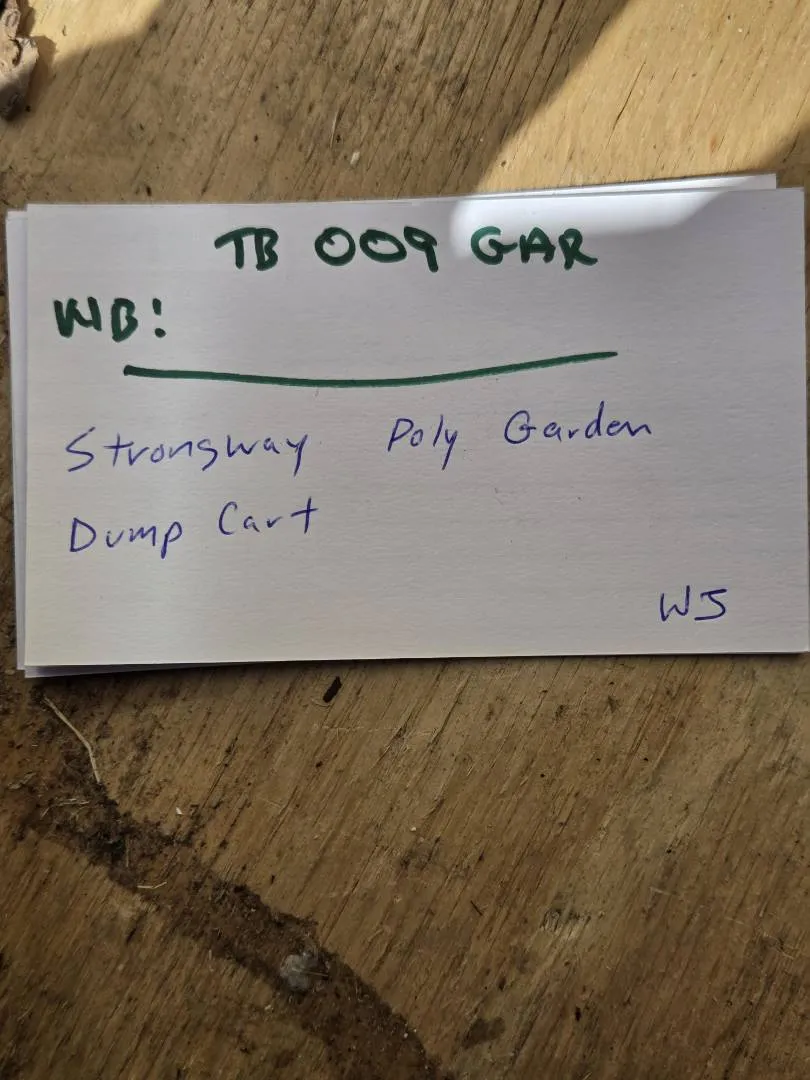 TB 009 GAR
WB!
Strongway Poly Garden
Dump Cart
WJ